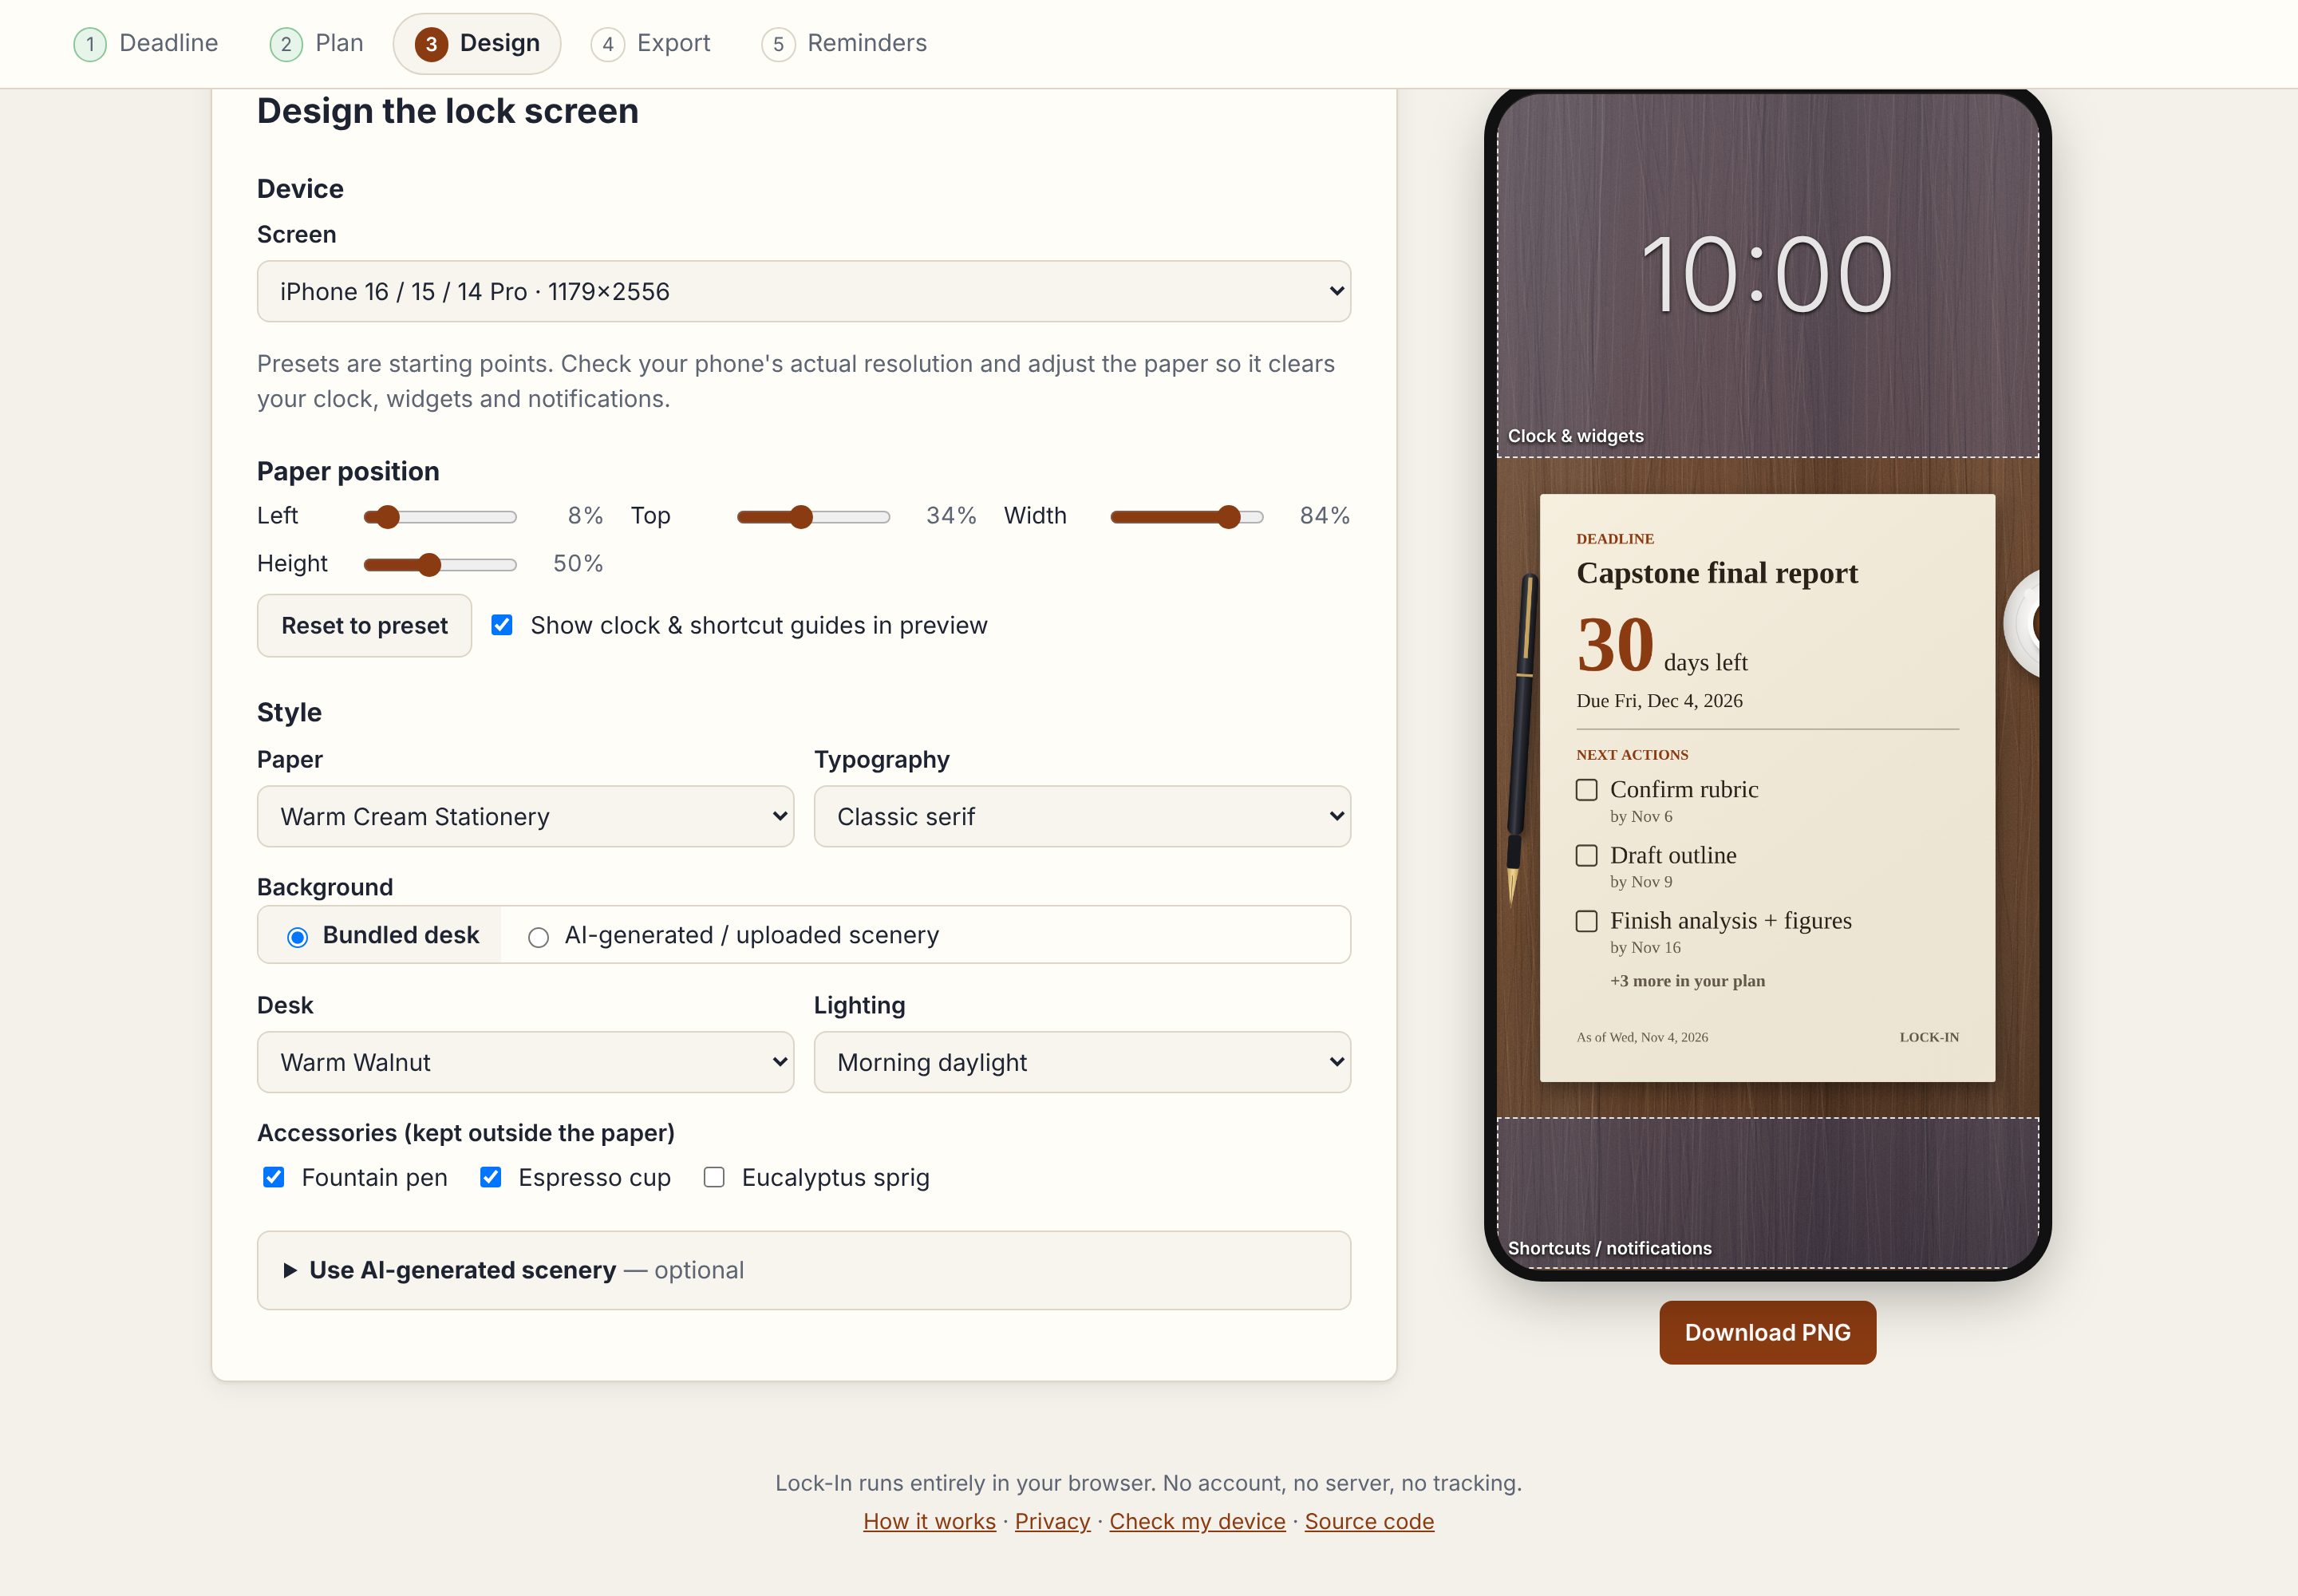 1 Deadline 2 Plan 3 Design 4 Export 5 Reminders
Design the lock screen
Device
Screen
iPhone 16 / 15 / 14 Pro · 1179×2556
Presets are starting points. Check your phone's actual resolution and adjust the paper so it clears
your clock, widgets and notifications.
Paper position
Left 8% Top 34% Width 84%
Height 50%
Reset to preset Show clock & shortcut guides in preview
Style
Paper Typography
Warm Cream Stationery Classic serif
Background
Bundled desk AI-generated / uploaded scenery
Desk Lighting
Warm Walnut Morning daylight
Accessories (kept outside the paper)
Fountain pen Espresso cup Eucalyptus sprig
Use AI-generated scenery — optional
10:00
Clock & widgets
DEADLINE
Capstone final report
30 days left
Due Fri, Dec 4, 2026
NEXT ACTIONS
Confirm rubric
by Nov 6
Draft outline
by Nov 9
Finish analysis + figures
by Nov 16
+3 more in your plan
As of Wed, Nov 4, 2026 LOCK-IN
Shortcuts / notifications
Download PNG
Lock-In runs entirely in your browser. No account, no server, no tracking.
How it works · Privacy · Check my device · Source code